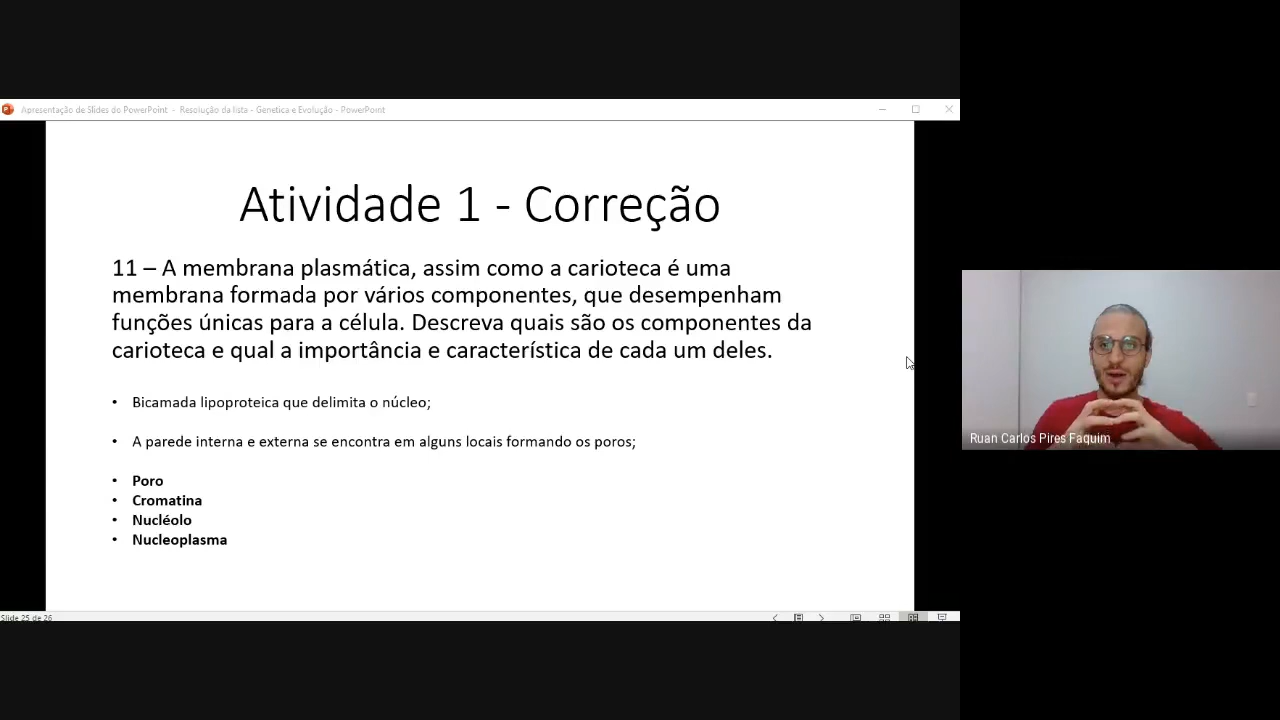 Apresentação de Slides do PowerPoint - Resolução da lista - Genetica e Evolução - PowerPoint
Atividade 1 - Correção
11 – A membrana plasmática, assim como a carioteca é uma
membrana formada por vários componentes, que desempenham
funções únicas para a célula. Descreva quais são os componentes da
carioteca e qual a importância e característica de cada um deles.
• Bicamada lipoproteica que delimita o núcleo;
• A parede interna e externa se encontra em alguns locais formando os poros;
• Poro
• Cromatina
• Nucléolo
• Nucleoplasma
Ruan Carlos Pires Faquim
Slide 25 de 26